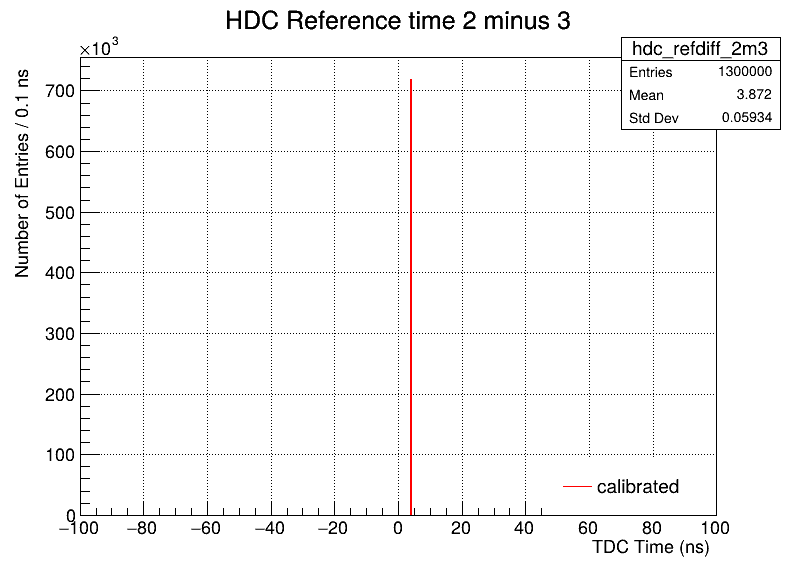 HDC Reference time 2 minus 3
×10³
hdc_refdiff_2m3
Entries 1300000
Mean 3.872
Std Dev 0.05934
Number of Entries / 0.1 ns
700
600
500
400
300
200
100
0
−100 −80 −60 −40 −20 0 20 40 60 80 100
TDC Time (ns)
calibrated